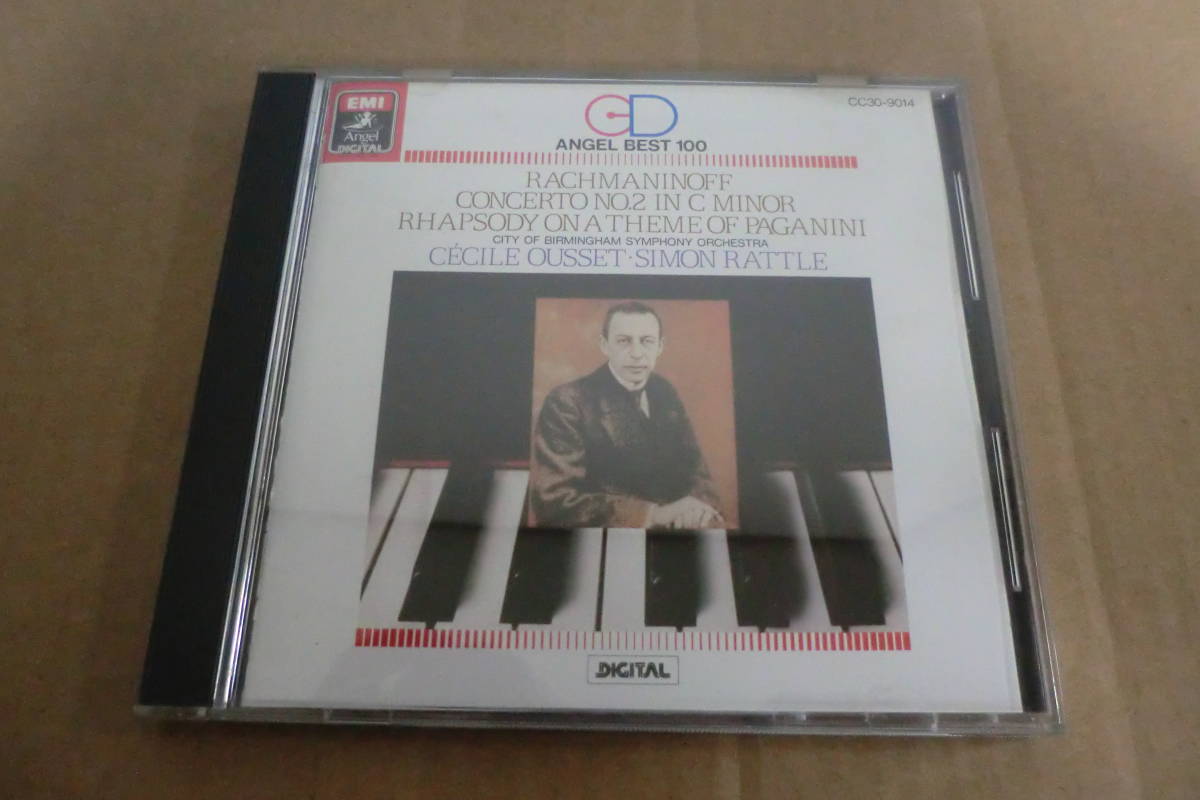 EMI
Angel
DIGITAL
CD
ANGEL BEST 100
CC30-9014
RACHMANINOFF
CONCERTO NO.2 IN C MINOR
RHAPSODY ON A THEME OF PAGANINI
CITY OF BIRMINGHAM SYMPHONY ORCHESTRA
CÉCILE OUSSET · SIMON RATTLE
DIGITAL